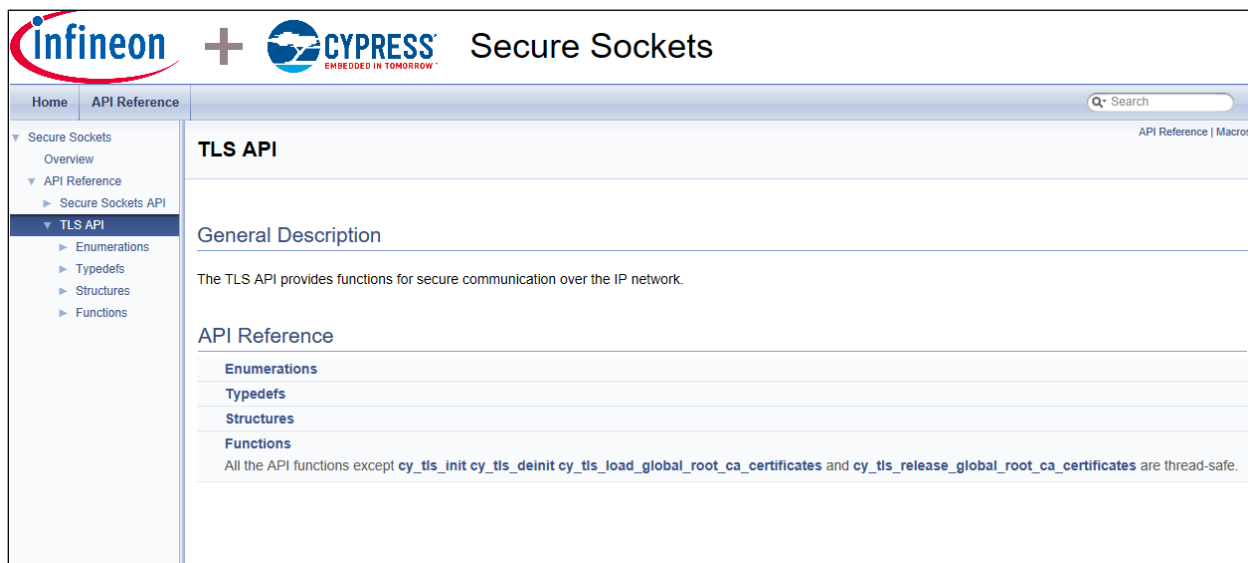 infineon + CYPRESS Secure Sockets
EMBEDDED IN TOMORROW
Home API Reference Search
Secure Sockets
Overview
API Reference
Secure Sockets API
TLS API
Enumerations
Typedefs
Structures
Functions
API Reference | Macros
TLS API
General Description
The TLS API provides functions for secure communication over the IP network.
API Reference
Enumerations
Typedefs
Structures
Functions
All the API functions except cy_tls_init cy_tls_deinit cy_tls_load_global_root_ca_certificates and cy_tls_release_global_root_ca_certificates are thread-safe.